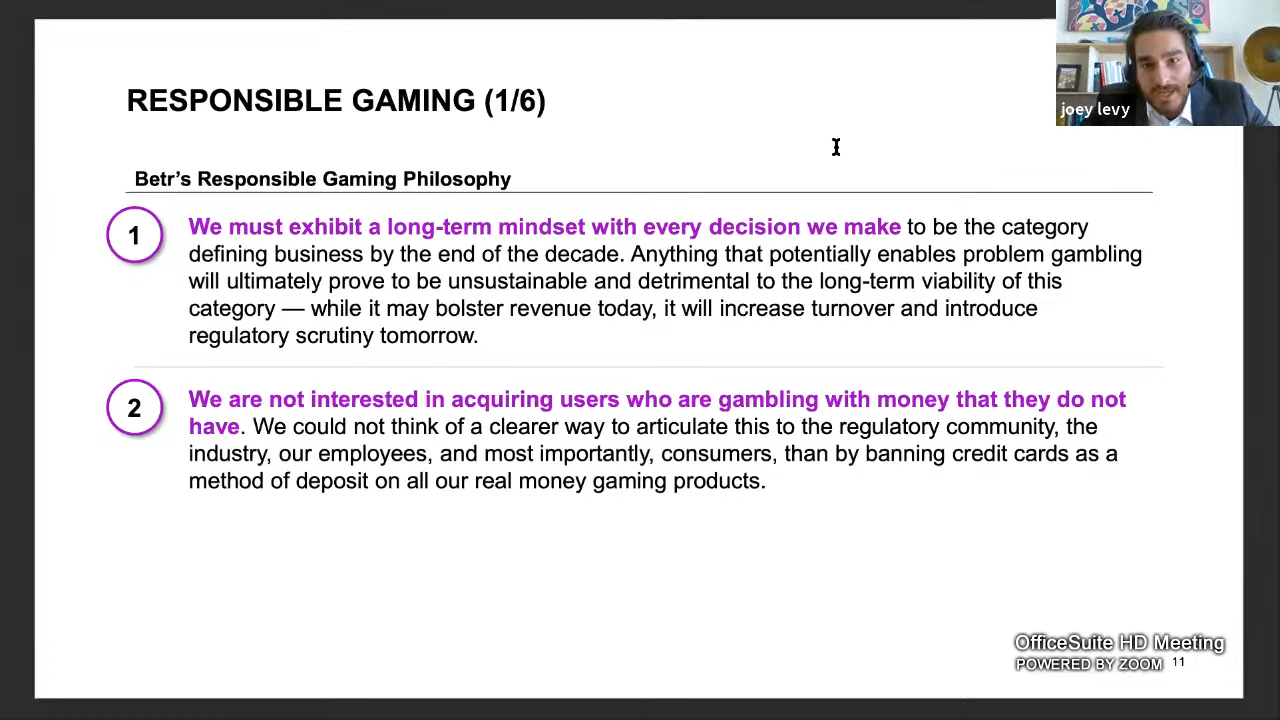 joey levy
RESPONSIBLE GAMING (1/6)
Betr's Responsible Gaming Philosophy
1
We must exhibit a long-term mindset with every decision we make to be the category
defining business by the end of the decade. Anything that potentially enables problem gambling
will ultimately prove to be unsustainable and detrimental to the long-term viability of this
category — while it may bolster revenue today, it will increase turnover and introduce
regulatory scrutiny tomorrow.
2
We are not interested in acquiring users who are gambling with money that they do not
have. We could not think of a clearer way to articulate this to the regulatory community, the
industry, our employees, and most importantly, consumers, than by banning credit cards as a
method of deposit on all our real money gaming products.
OfficeSuite HD Meeting
POWERED BY ZOOM
11